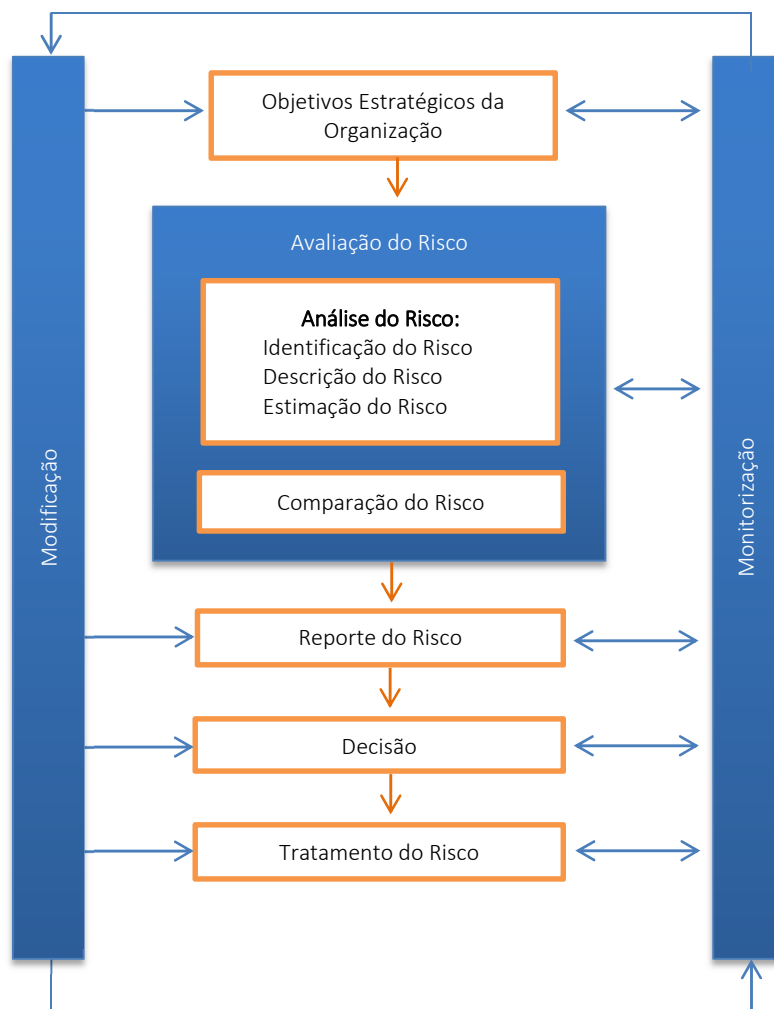 Objetivos Estratégicos da
Organização
Avaliação do Risco
Análise do Risco:
Identificação do Risco
Descrição do Risco
Estimação do Risco
Comparação do Risco
Modificação
Monitorização
Reporte do Risco
Decisão
Tratamento do Risco